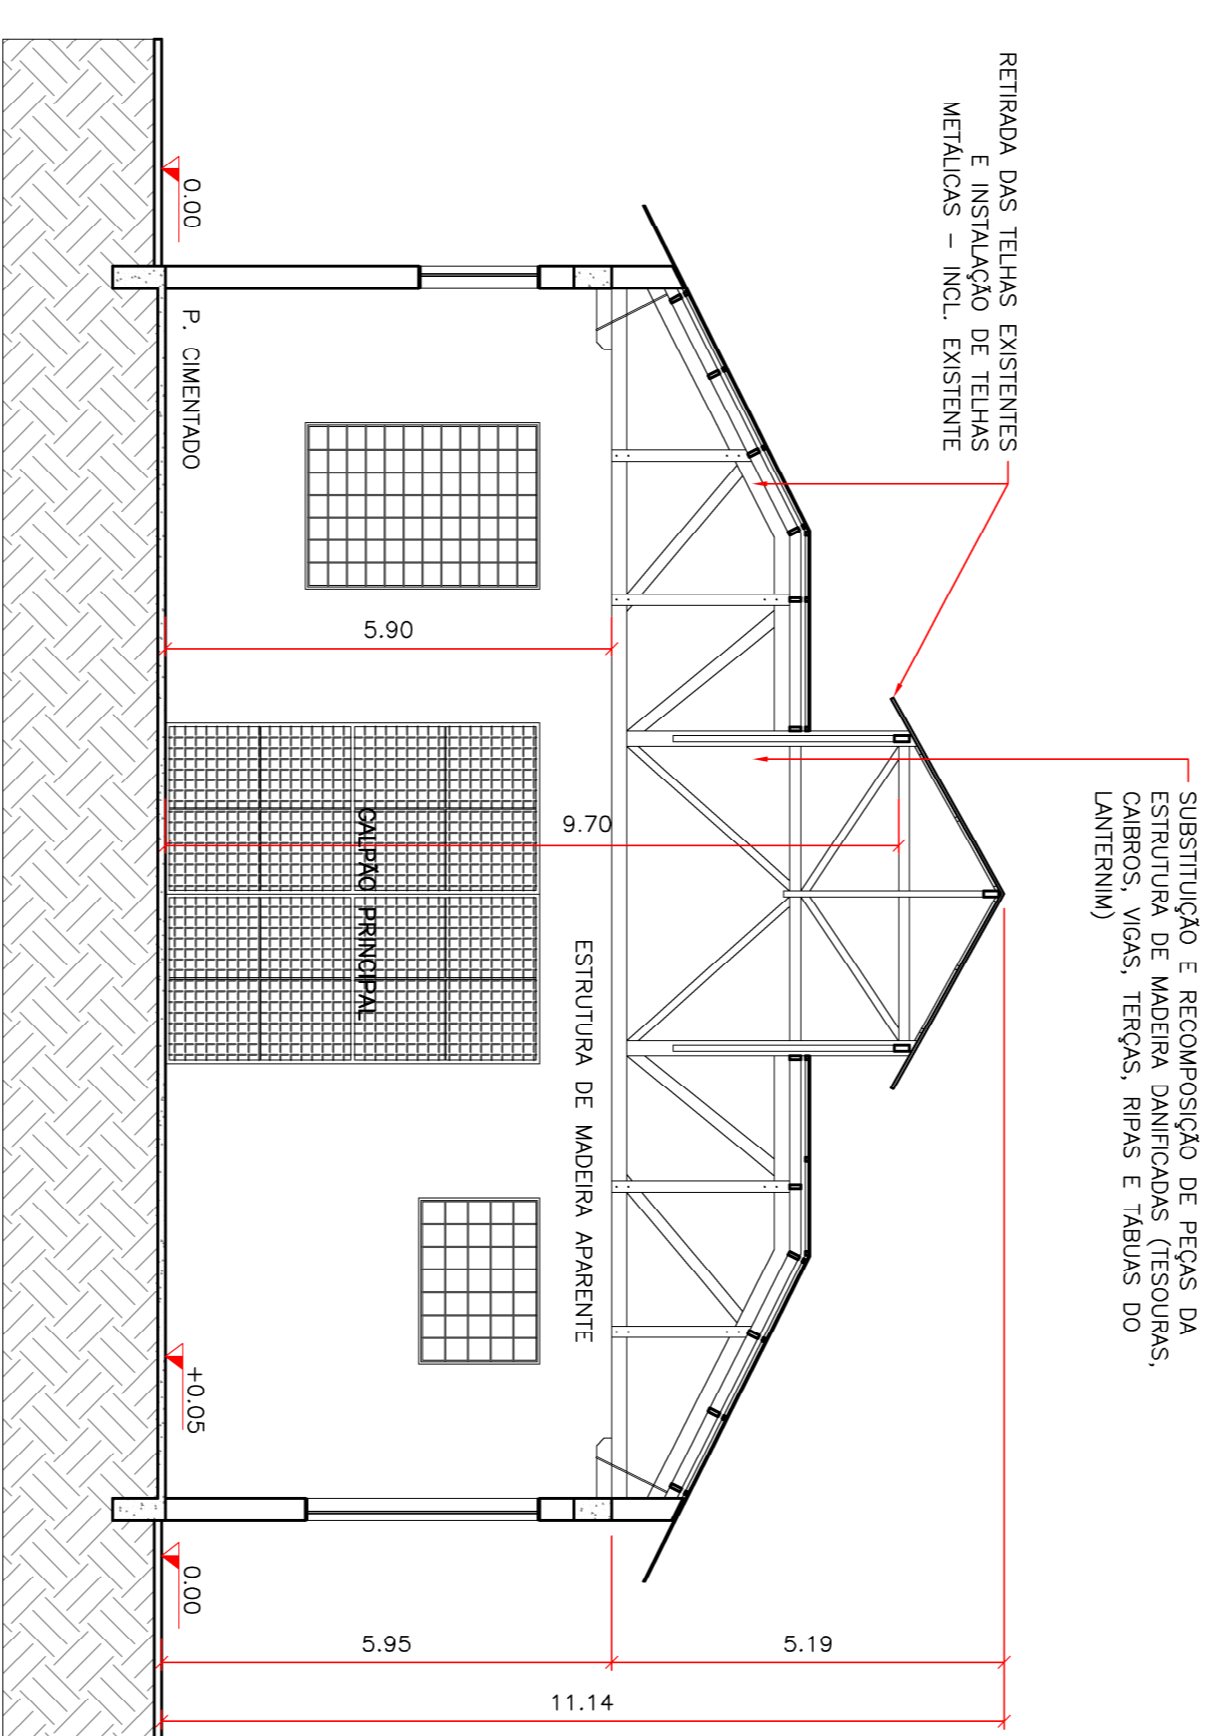 RETIRADA DAS TELHAS EXISTENTES
E INSTALAÇÃO DE TELHAS
METÁLICAS – INCL. EXISTENTE
SUBSTITUIÇÃO E RECOMPOSIÇÃO DE PEÇAS DA
ESTRUTURA DE MADEIRA DANIFICADAS (TESOURAS,
CAIBROS, VIGAS, TERÇAS, RIPAS E TÁBUAS DO
LANTERNIM)
ESTRUTURA DE MADEIRA APARENTE
GALPÃO PRINCIPAL
P. CIMENTADO
0.00
+0.05
0.00
5.90
9.70
5.95
5.19
11.14